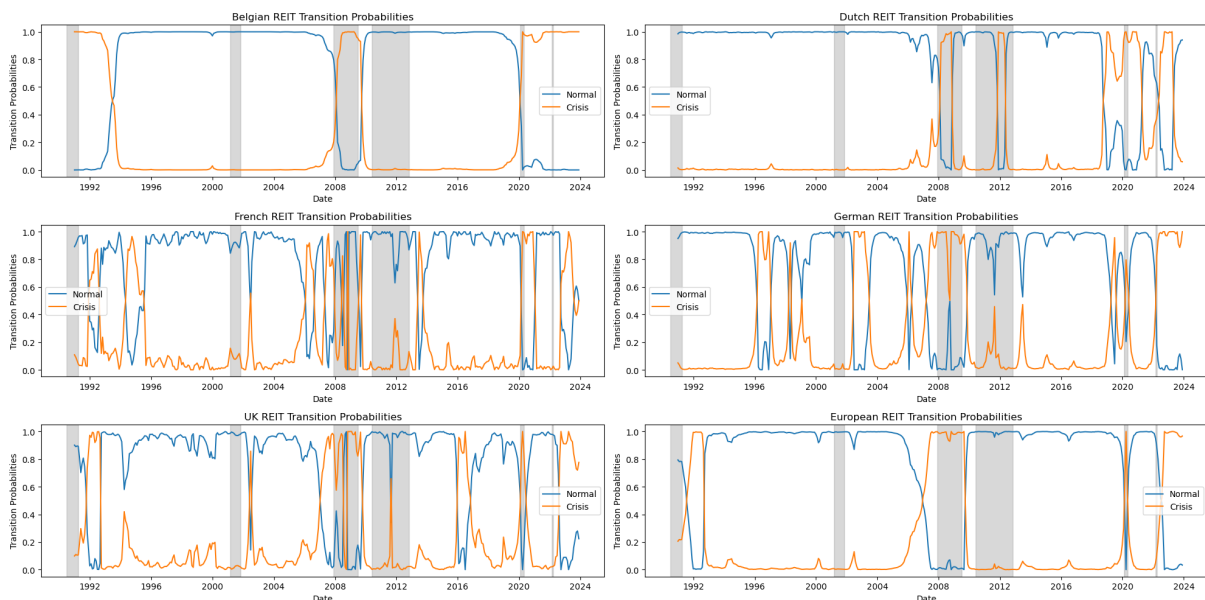 Belgian REIT Transition Probabilities
Transition Probabilities
1.0
0.8
0.6
0.4
0.2
0.0
Normal
Crisis
1992 1996 2000 2004 2008 2012 2016 2020 2024
Date
Dutch REIT Transition Probabilities
Transition Probabilities
1.0
0.8
0.6
0.4
0.2
0.0
Normal
Crisis
1992 1996 2000 2004 2008 2012 2016 2020 2024
Date
French REIT Transition Probabilities
Transition Probabilities
1.0
0.8
0.6
0.4
0.2
0.0
Normal
Crisis
1992 1996 2000 2004 2008 2012 2016 2020 2024
Date
German REIT Transition Probabilities
Transition Probabilities
1.0
0.8
0.6
0.4
0.2
0.0
Normal
Crisis
1992 1996 2000 2004 2008 2012 2016 2020 2024
Date
UK REIT Transition Probabilities
Transition Probabilities
1.0
0.8
0.6
0.4
0.2
0.0
Normal
Crisis
1992 1996 2000 2004 2008 2012 2016 2020 2024
Date
European REIT Transition Probabilities
Transition Probabilities
1.0
0.8
0.6
0.4
0.2
0.0
Normal
Crisis
1992 1996 2000 2004 2008 2012 2016 2020 2024
Date